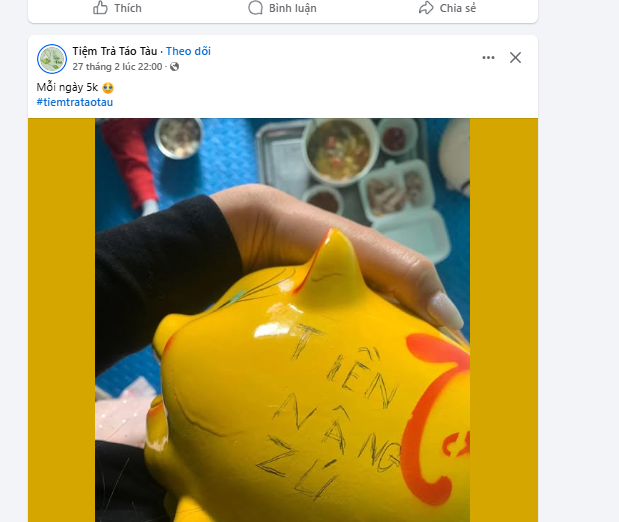 Thích Bình luận Chia sẻ
Tiệm Trà Táo Tàu · Theo dõi
27 tháng 2 lúc 22:00 ·
Mỗi ngày 5k 🥹
#tiemtrataotau
TIỀN
NÂNG
ZÚ